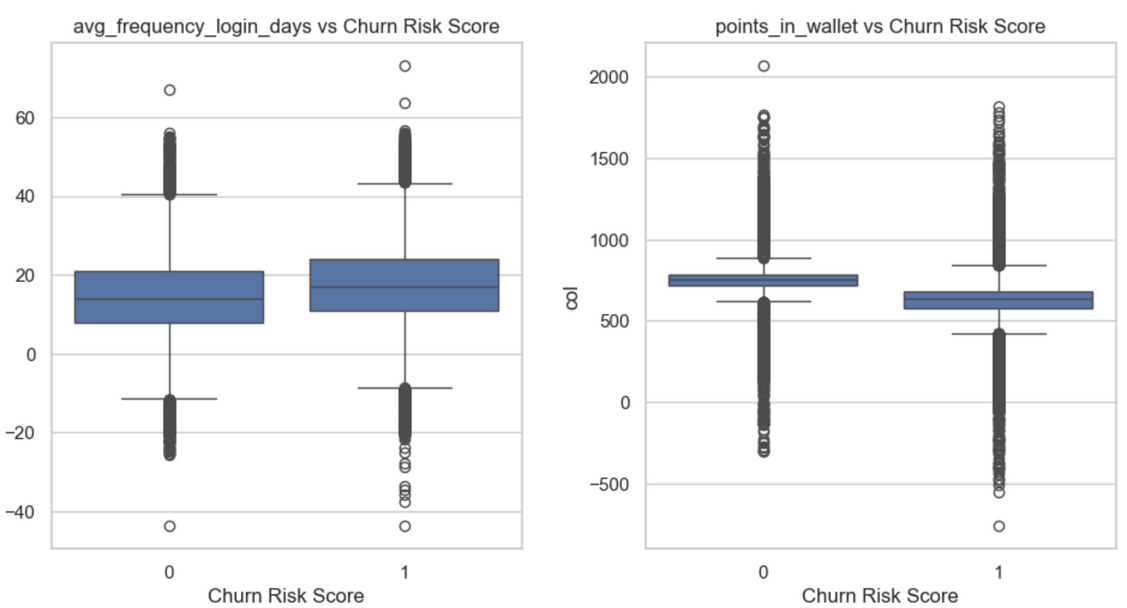 avg_frequency_login_days vs Churn Risk Score
60
40
20
0
−20
−40
0 1
Churn Risk Score
points_in_wallet vs Churn Risk Score
col
2000
1500
1000
500
0
−500
0 1
Churn Risk Score